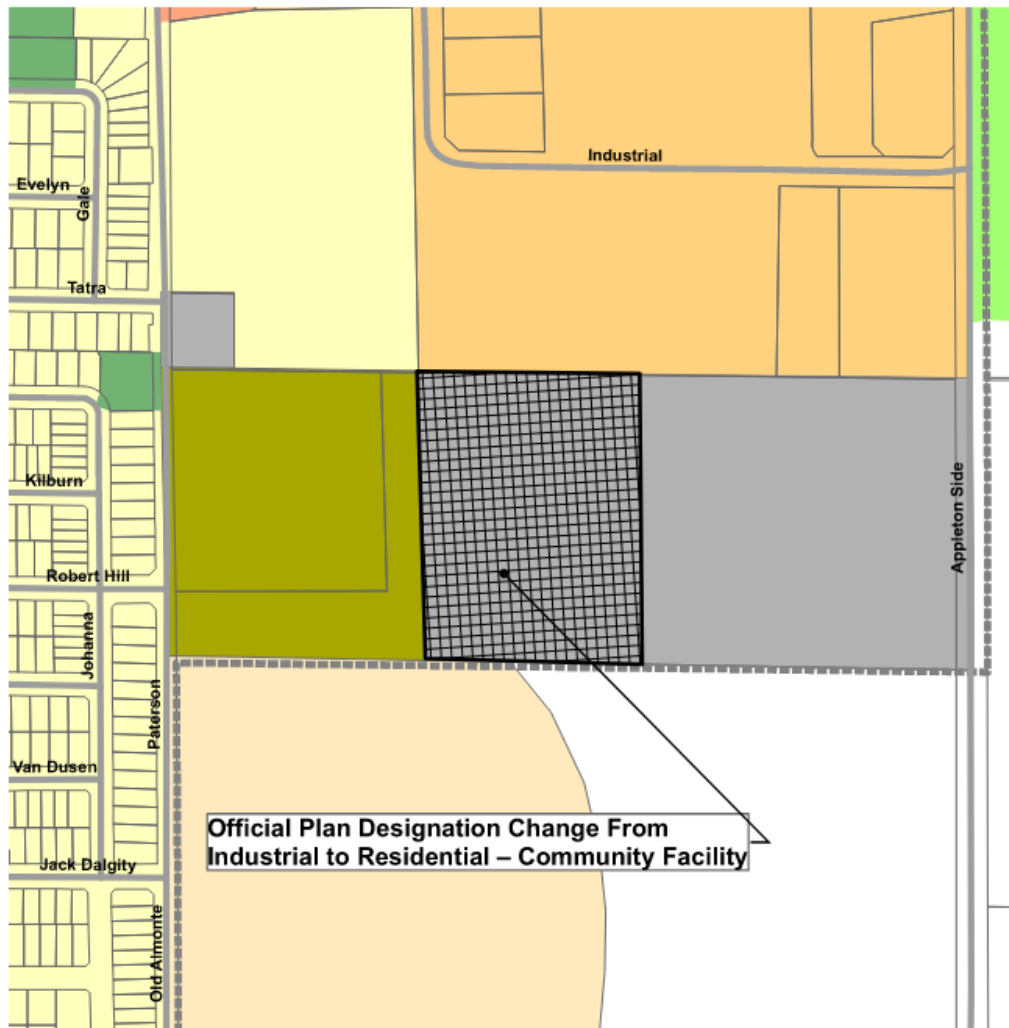 Industrial
Evelyn
Gale
Tatra
Kilburn
Appleton Side
Robert Hill
Johanna
Paterson
Van Dusen
Official Plan Designation Change From
Industrial to Residential – Community Facility
Jack Dalgity
Old Almonte